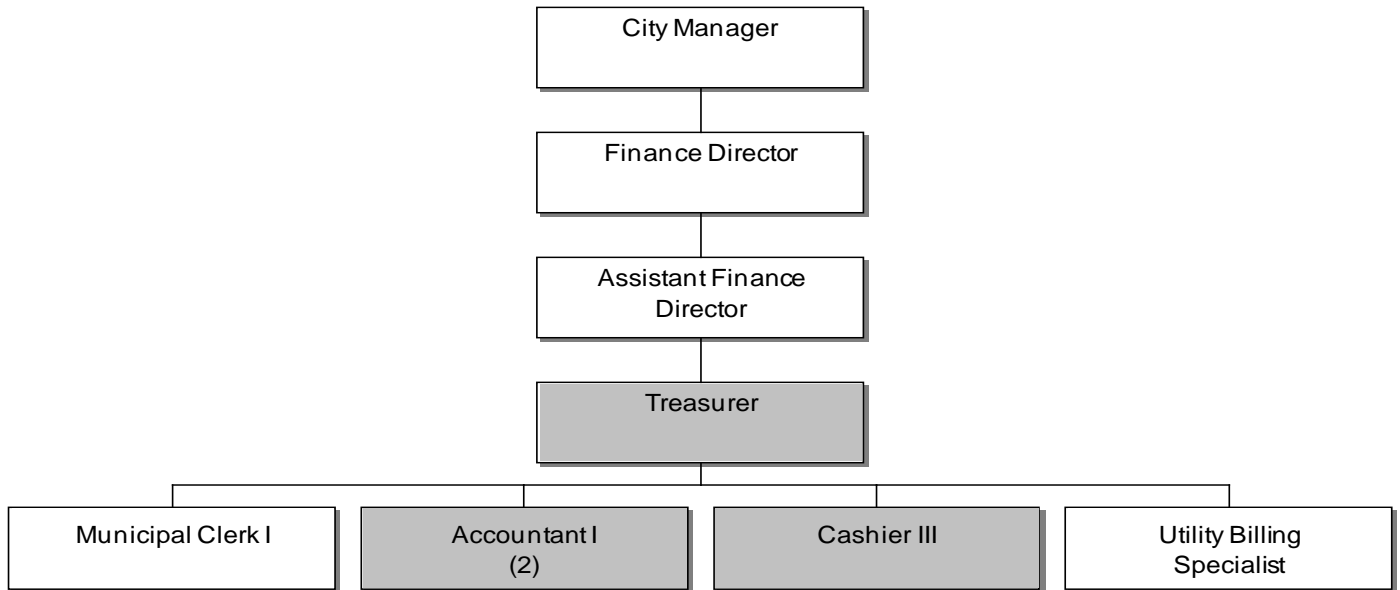 City Manager
Finance Director
Assistant Finance
Director
Treasurer
Municipal Clerk I
Accountant I
(2)
Cashier III
Utility Billing
Specialist